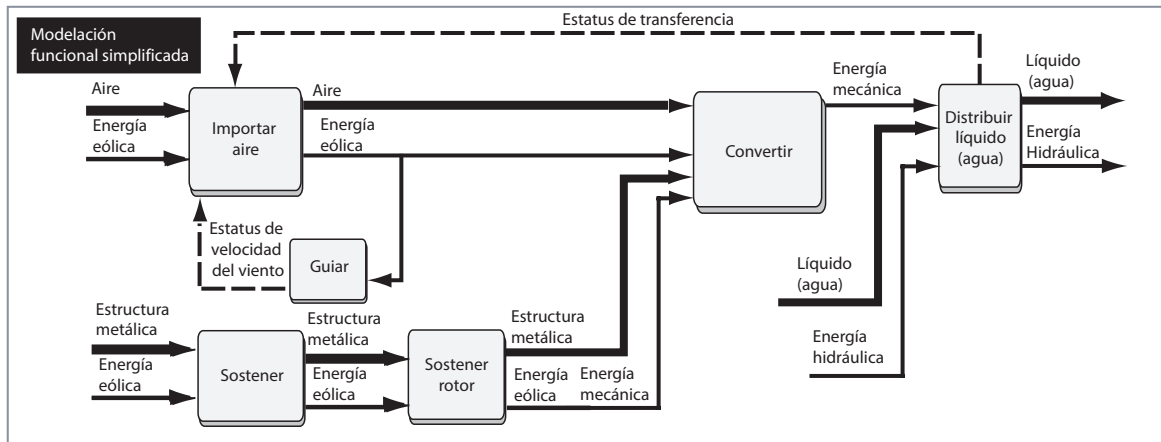 Modelación
funcional simplificada
Estatus de transferencia
Aire
Energía
eólica
Importar
aire
Aire
Energía
eólica
Convertir
Energía
mecánica
Distribuir
líquido
(agua)
Líquido
(agua)
Energía
Hidráulica
Estatus de
velocidad
del viento
Guiar
Líquido
(agua)
Energía
hidráulica
Estructura
metálica
Energía
eólica
Sostener
Estructura
metálica
Energía
eólica
Sostener
rotor
Estructura
metálica
Energía
eólica
Energía
mecánica